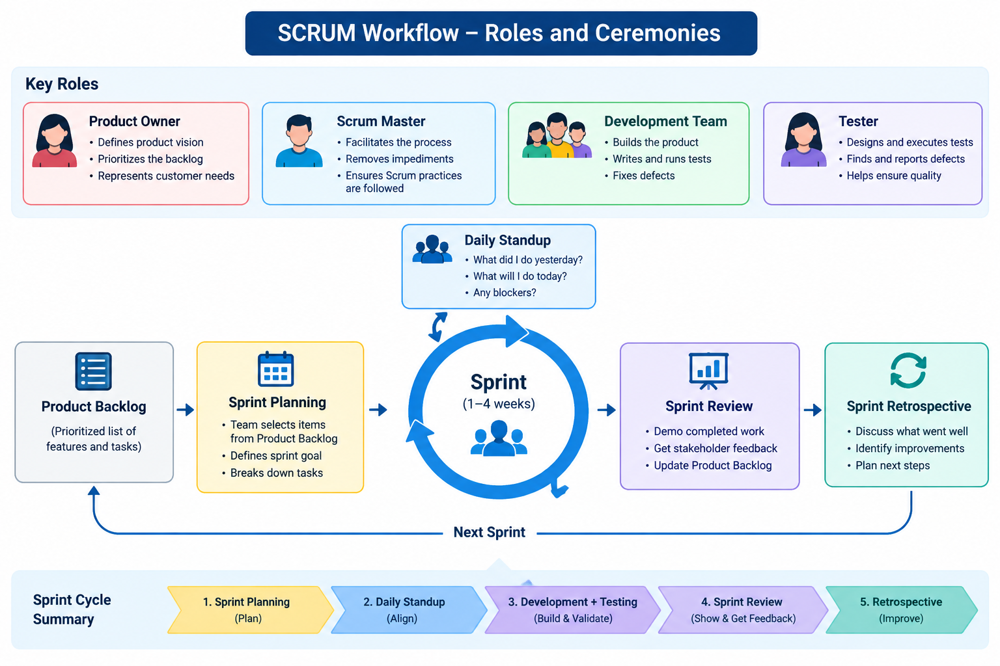 SCRUM Workflow – Roles and Ceremonies
Key Roles
Product Owner
• Defines product vision
• Prioritizes the backlog
• Represents customer needs
Scrum Master
• Facilitates the process
• Removes impediments
• Ensures Scrum practices
are followed
Development Team
• Builds the product
• Writes and runs tests
• Fixes defects
Tester
• Designs and executes tests
• Finds and reports defects
• Helps ensure quality
Daily Standup
• What did I do yesterday?
• What will I do today?
• Any blockers?
Product Backlog
(Prioritized list of
features and tasks)
Sprint Planning
• Team selects items
from Product Backlog
• Defines sprint goal
• Breaks down tasks
Sprint
(1–4 weeks)
Sprint Review
• Demo completed work
• Get stakeholder feedback
• Update Product Backlog
Sprint Retrospective
• Discuss what went well
• Identify improvements
• Plan next steps
Next Sprint
Sprint Cycle
Summary
1. Sprint Planning
(Plan)
2. Daily Standup
(Align)
3. Development + Testing
(Build & Validate)
4. Sprint Review
(Show & Get Feedback)
5. Retrospective
(Improve)